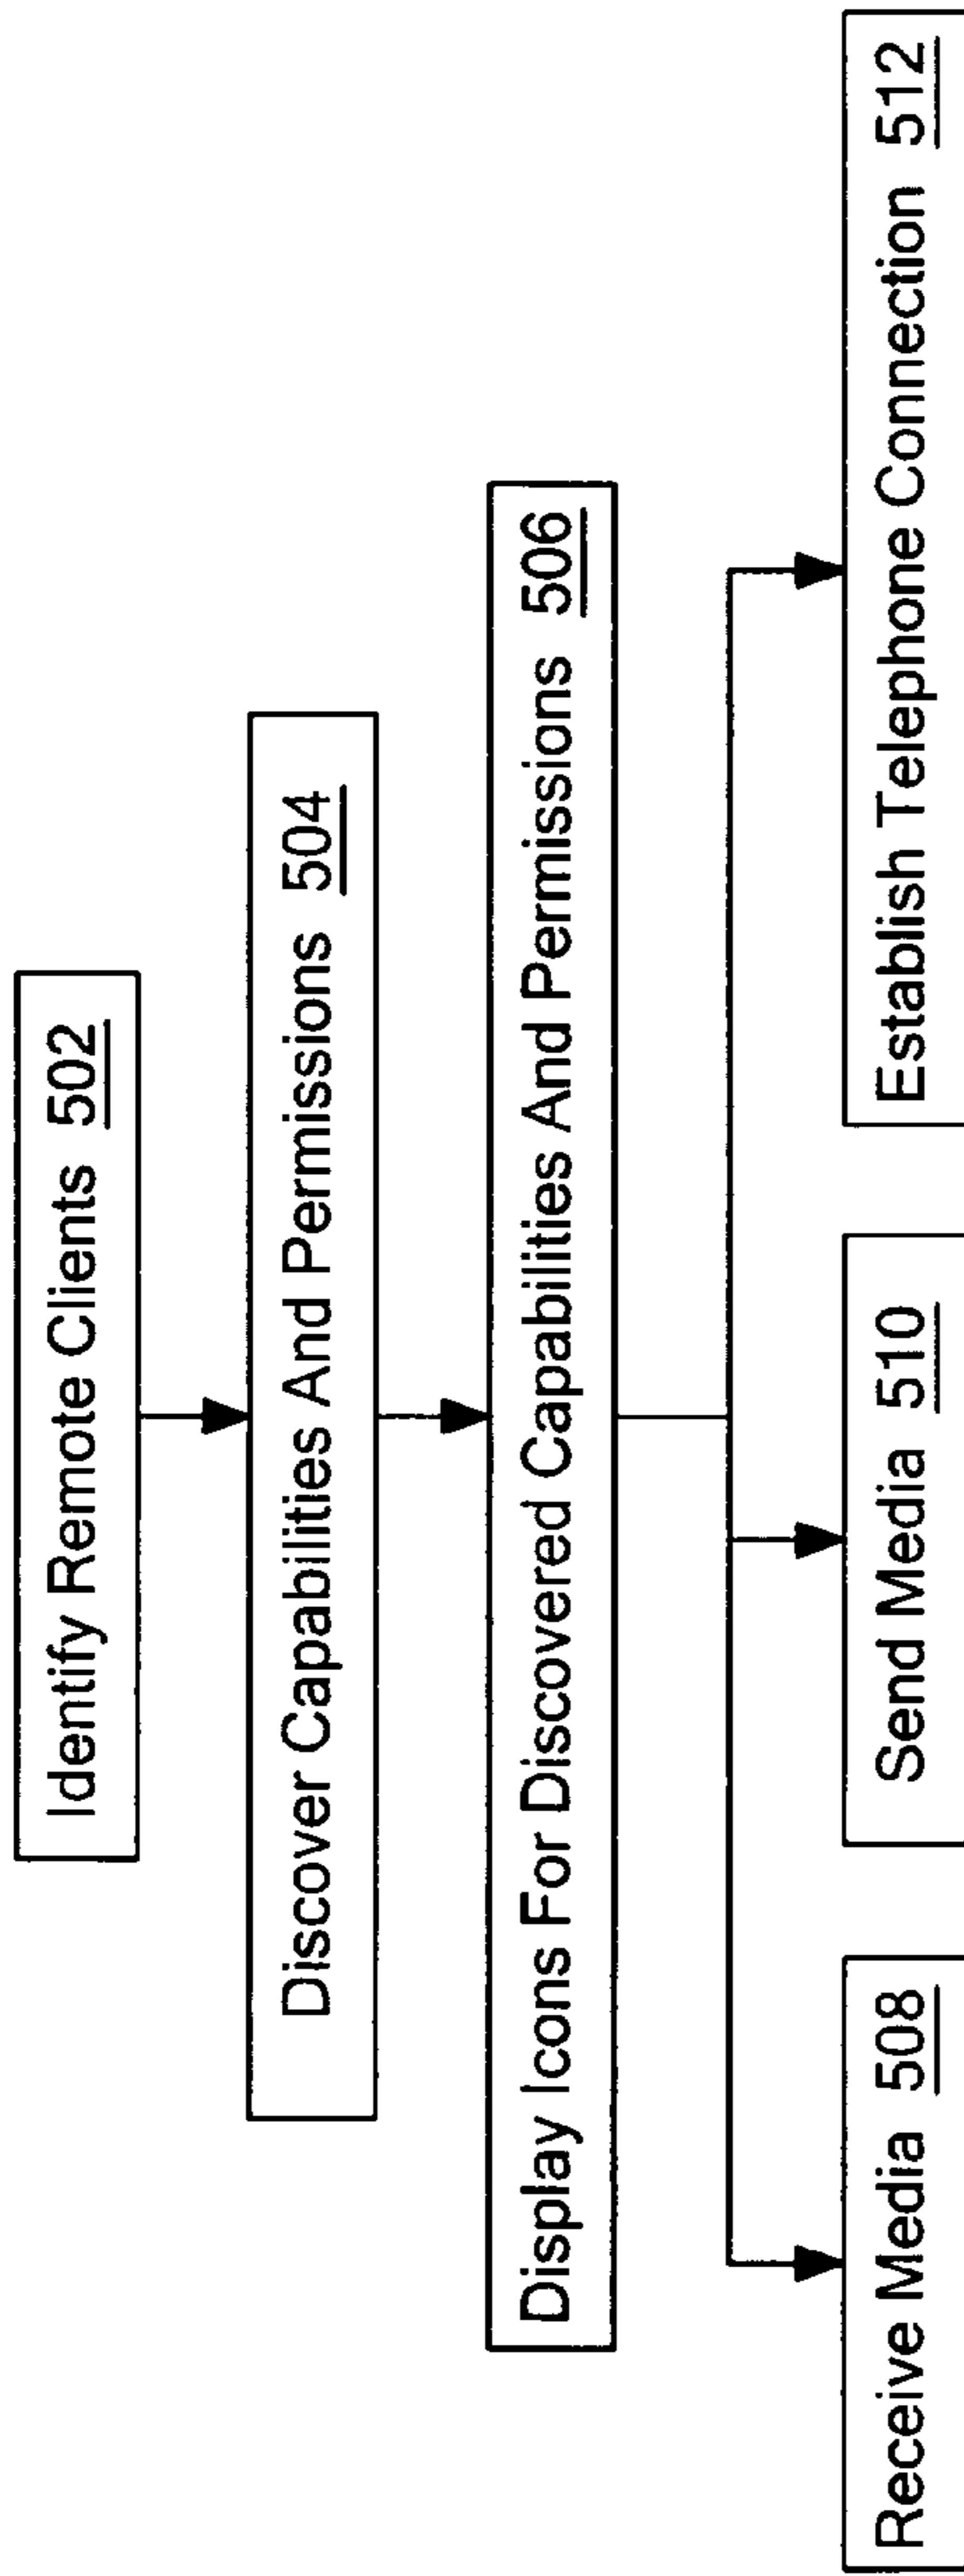 Identify Remote Clients 502
Discover Capabilities And Permissions 504
Display Icons For Discovered Capabilities And Permissions 506
Receive Media 508
Send Media 510
Establish Telephone Connection 512